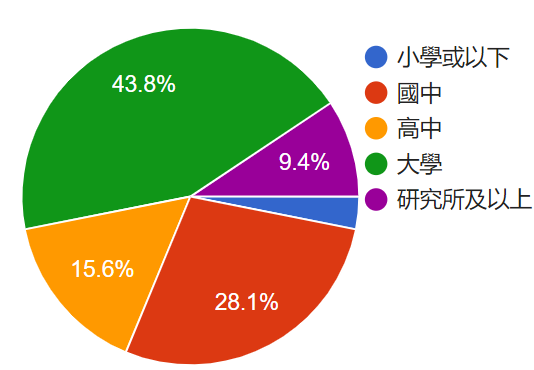 43.8%
9.4%
15.6%
28.1%
小學或以下
國中
高中
大學
研究所及以上